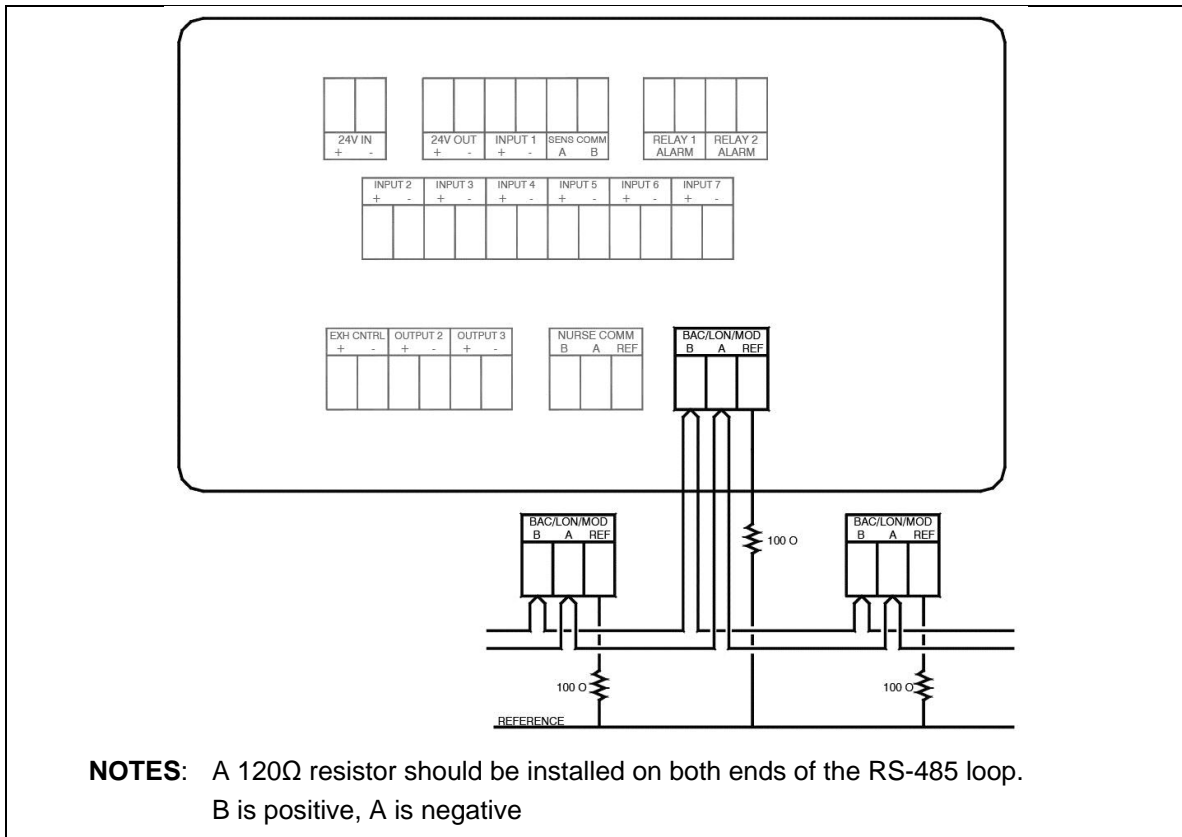 24V IN
+ -
24V OUT INPUT 1 SENS COMM
+ - + - A B
RELAY 1 RELAY 2
ALARM ALARM
INPUT 2 INPUT 3 INPUT 4 INPUT 5 INPUT 6 INPUT 7
+ - + - + - + - + - + -
EXH CNTRL OUTPUT 2 OUTPUT 3
+ - + - + -
NURSE COMM
B A REF
BAC/LON/MOD
B A REF
BAC/LON/MOD
B A REF
100 O
BAC/LON/MOD
B A REF
100 O
100 O
REFERENCE
NOTES: A 120Ω resistor should be installed on both ends of the RS-485 loop.
B is positive, A is negative